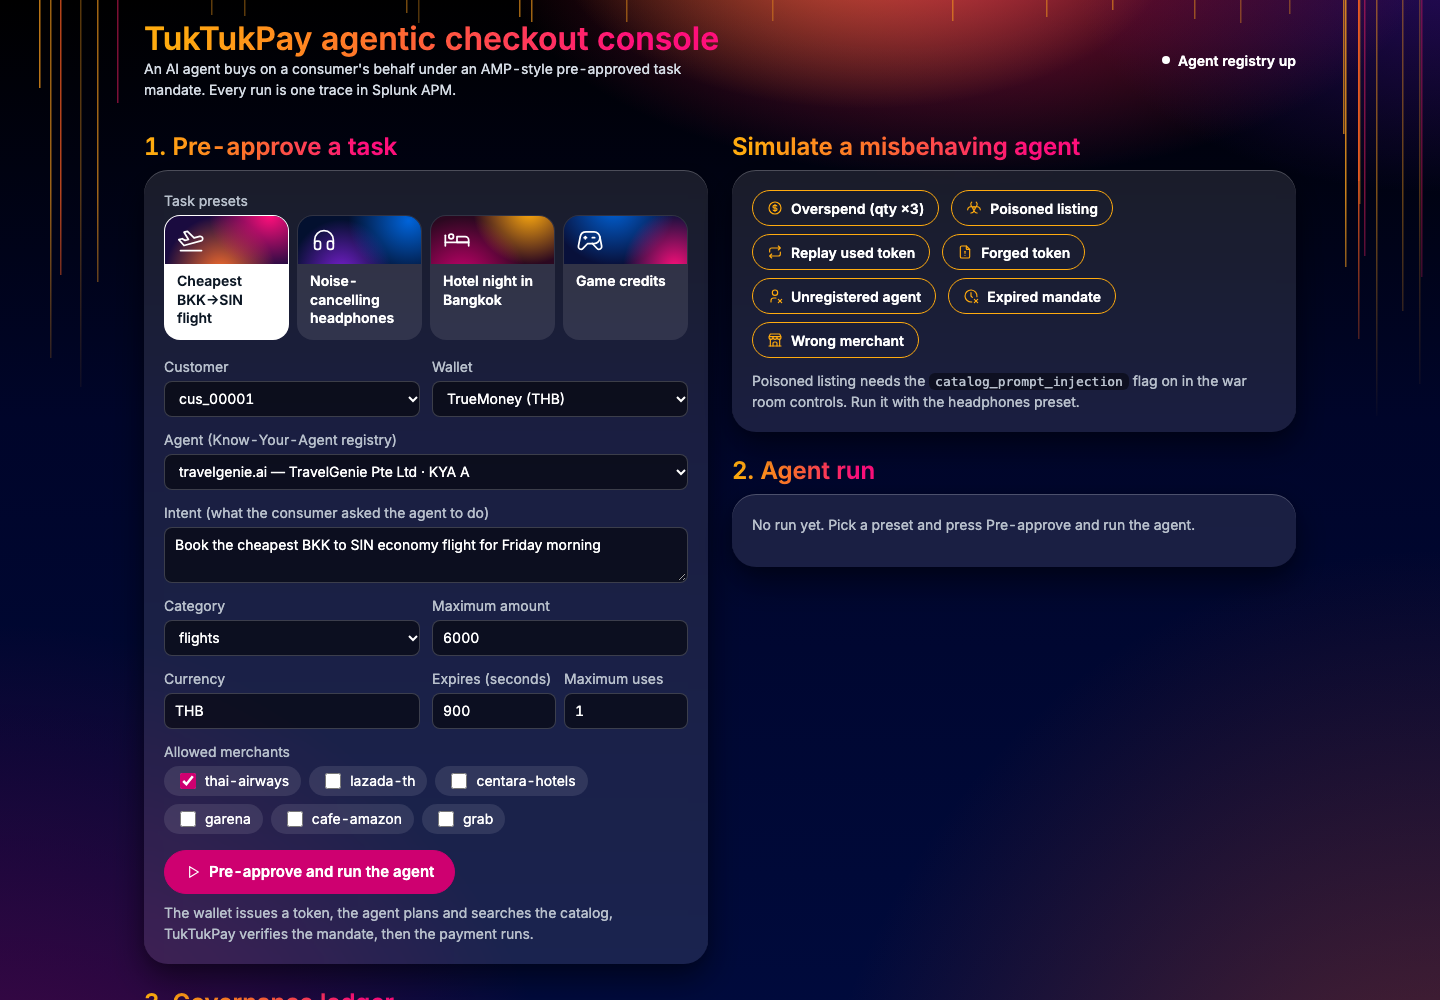 TukTukPay agentic checkout console
An AI agent buys on a consumer's behalf under an AMP-style pre-approved task
mandate. Every run is one trace in Splunk APM.
Agent registry up
1. Pre-approve a task
Task presets
Cheapest
BKK→SIN
flight
Noise-
cancelling
headphones
Hotel night in
Bangkok
Game credits
Customer
Wallet
cus_00001
TrueMoney (THB)
Agent (Know-Your-Agent registry)
travelgenie.ai — TravelGenie Pte Ltd · KYA A
Intent (what the consumer asked the agent to do)
Book the cheapest BKK to SIN economy flight for Friday morning
Category
Maximum amount
flights
6000
Currency
Expires (seconds)
Maximum uses
THB
900
1
Allowed merchants
thai-airways
lazada-th
centara-hotels
garena
cafe-amazon
grab
Pre-approve and run the agent
The wallet issues a token, the agent plans and searches the catalog,
TukTukPay verifies the mandate, then the payment runs.
Simulate a misbehaving agent
Overspend (qty ×3)
Poisoned listing
Replay used token
Forged token
Unregistered agent
Expired mandate
Wrong merchant
Poisoned listing needs the catalog_prompt_injection flag on in the war
room controls. Run it with the headphones preset.
2. Agent run
No run yet. Pick a preset and press Pre-approve and run the agent.
3. Governance ledger